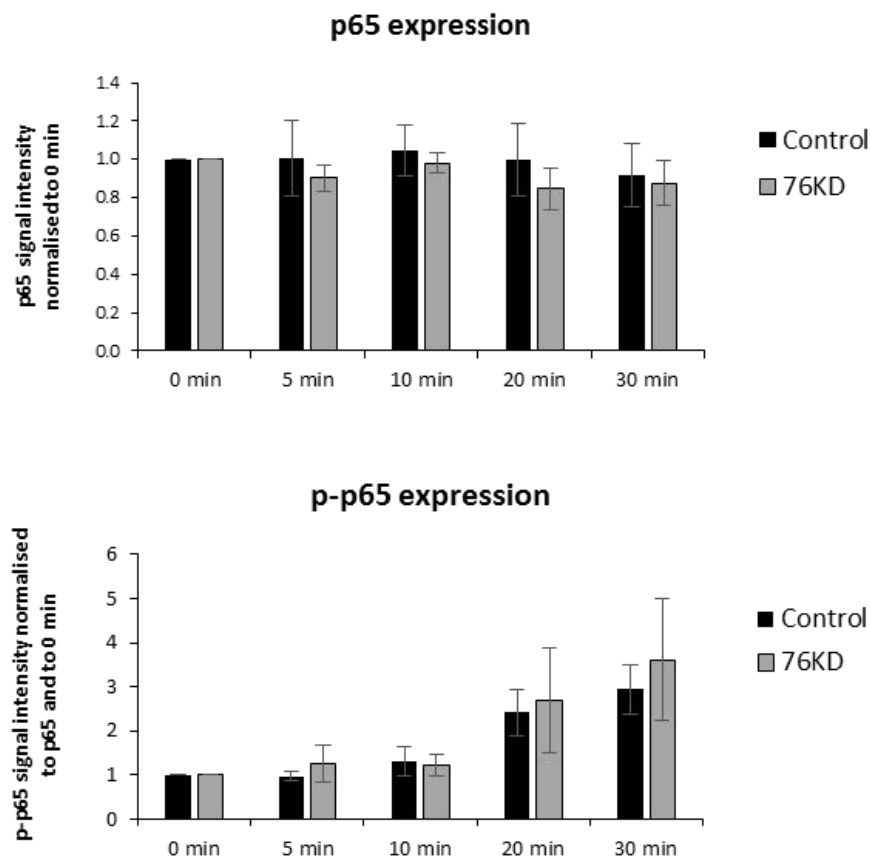 p65 expression
p65 signal intensity
normalised to 0 min
1.4
1.2
1.0
0.8
0.6
0.4
0.2
0.0
0 min
5 min
10 min
20 min
30 min
Control
76KD
p-p65 expression
p-p65 signal intensity normalised
to p65 and to 0 min
6
5
4
3
2
1
0
0 min
5 min
10 min
20 min
30 min
Control
76KD